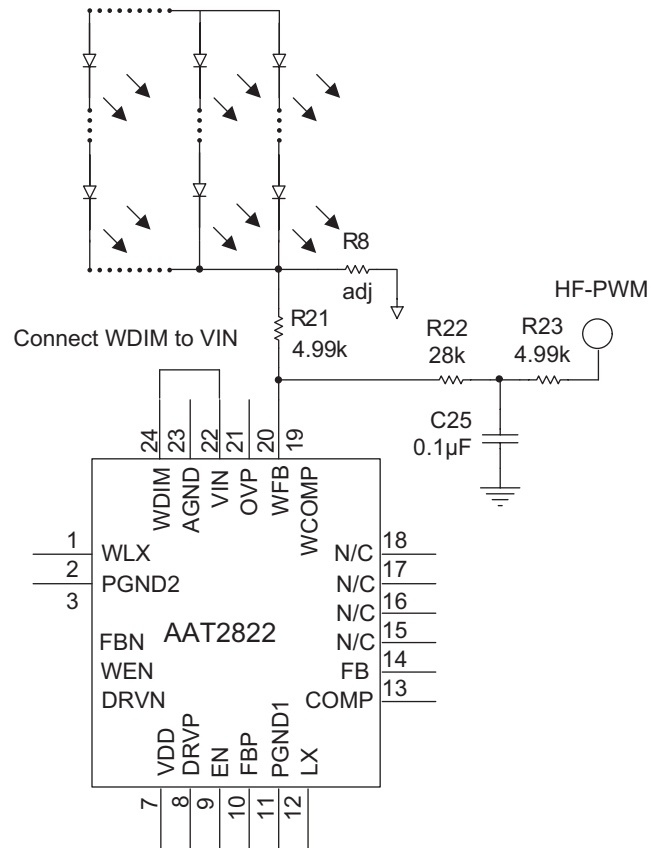 R8
adj
HF-PWM
R21
4.99k
R22
28k
R23
4.99k
Connect WDIM to VIN
C25
0.1µF
24
23
22
21
20
19
WDIM
AGND
VIN
OVP
WFB
WCOMP
1
WLX
2
PGND2
3
FBN
WEN
DRVN
AAT2822
18
N/C
17
N/C
16
N/C
15
N/C
14
FB
13
COMP
VDD
DRVP
EN
FBP
PGND1
LX
7
8
9
10
11
12